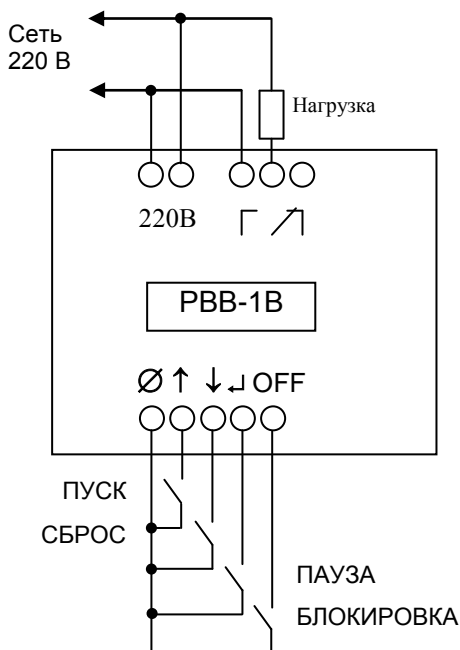 Сеть
220 В
Нагрузка
220В
РВВ-1В
Ø ↑ ↓ ↵ OFF
ПУСК
СБРОС
ПАУЗА
БЛОКИРОВКА